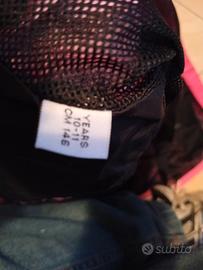 YEARS
10-11
CM 146
subito